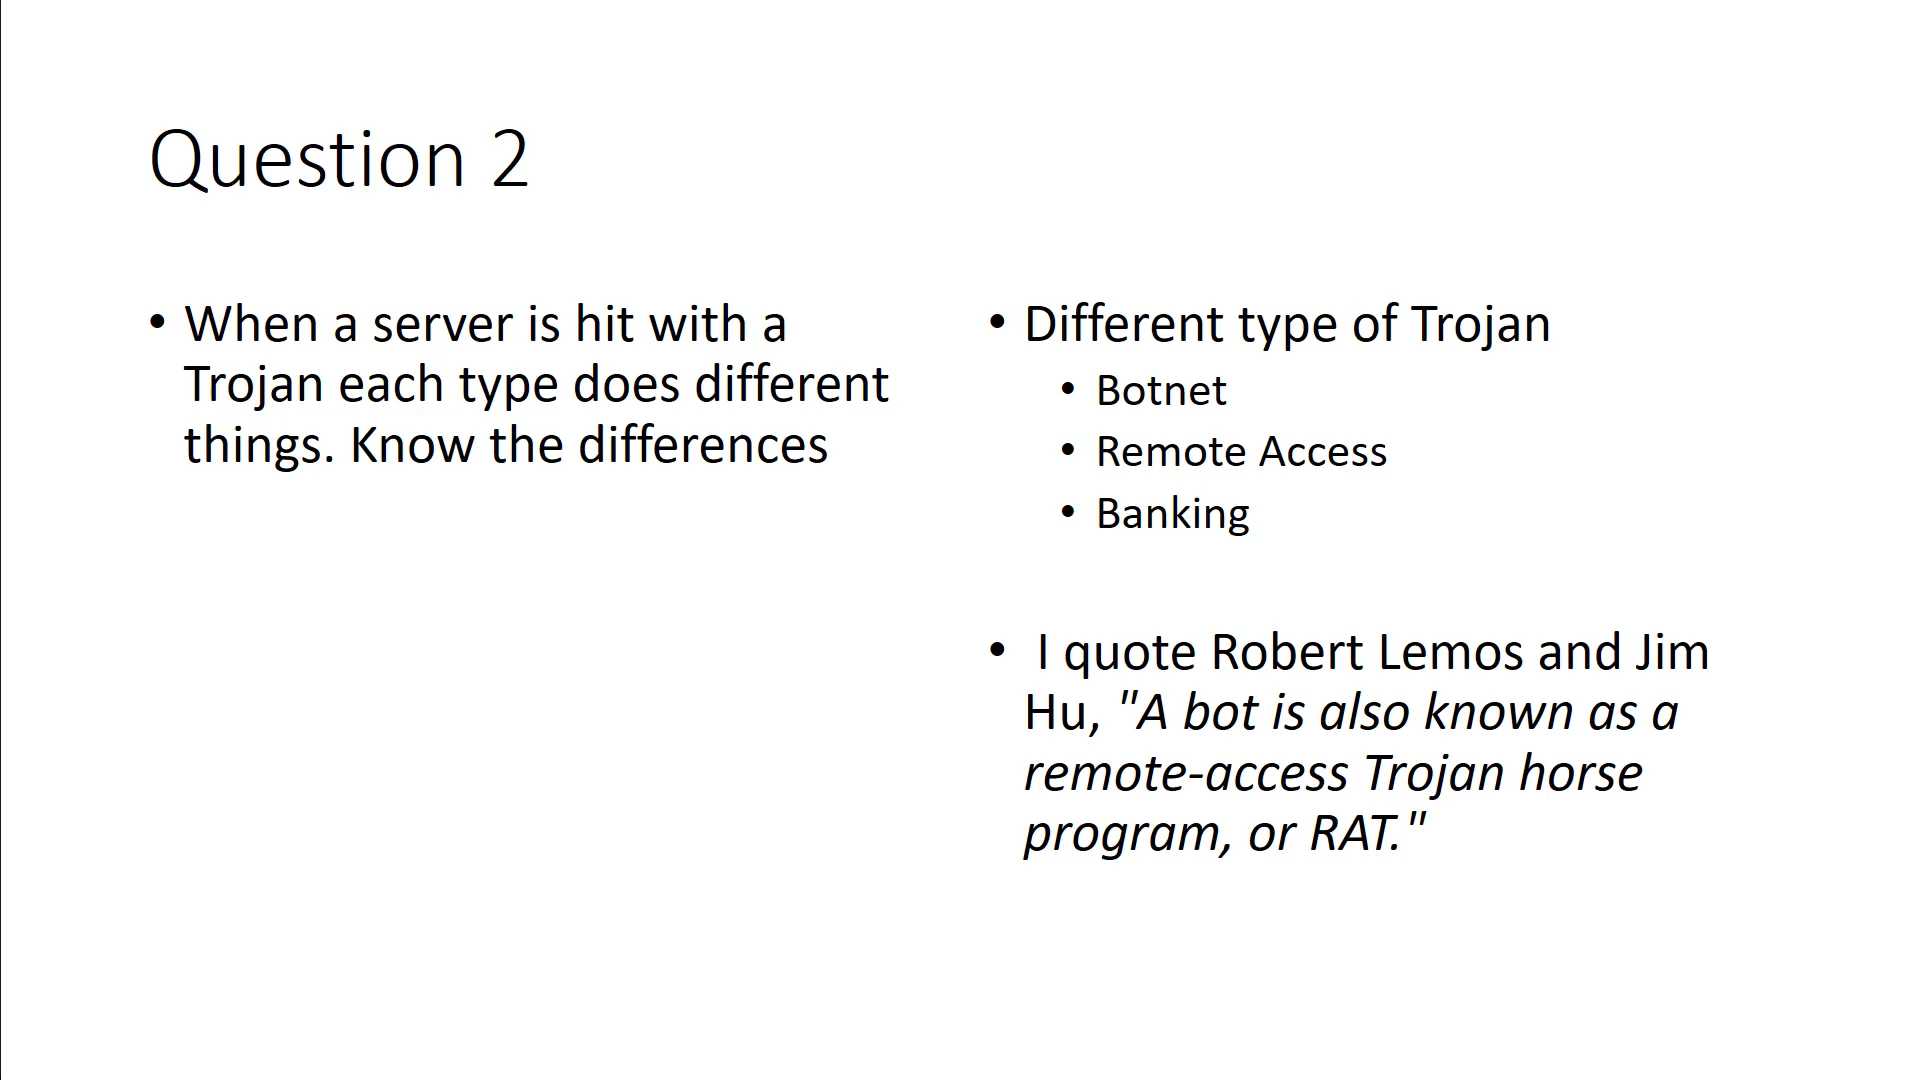 Question 2
• When a server is hit with a
Trojan each type does different
things. Know the differences
• Different type of Trojan
• Botnet
• Remote Access
• Banking
• I quote Robert Lemos and Jim
Hu, "A bot is also known as a
remote-access Trojan horse
program, or RAT."